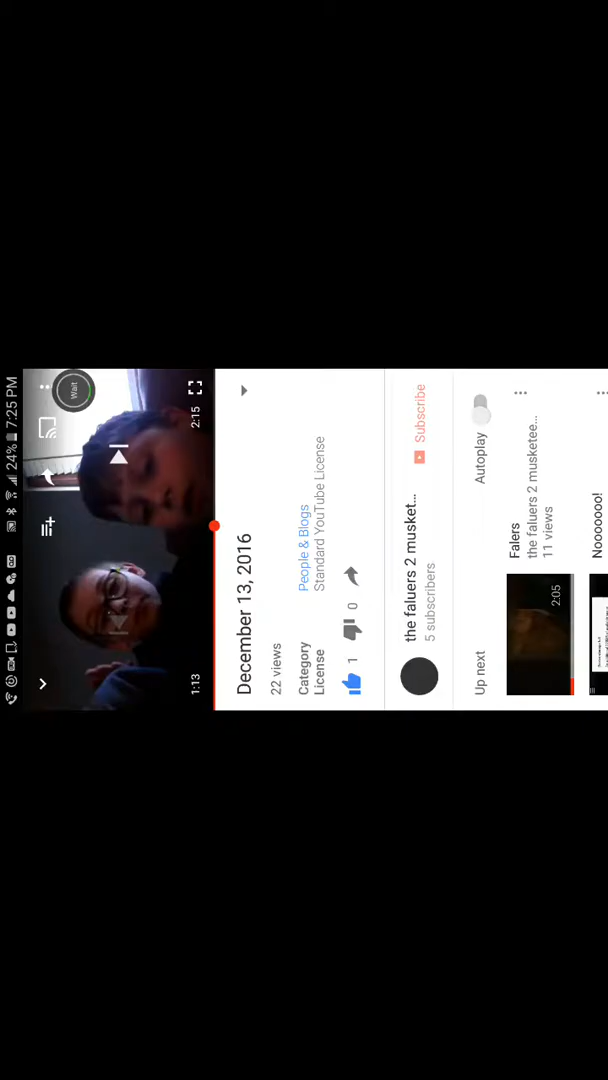 24% 7:25 PM
Wait
1:13
2:15
December 13, 2016
22 views
Category People & Blogs
License Standard YouTube License
1 0
the faluers 2 musket...
5 subscribers
Subscribe
Up next
Autoplay
2:05
Falers
the faluers 2 musketee...
11 views
Noooooooo!